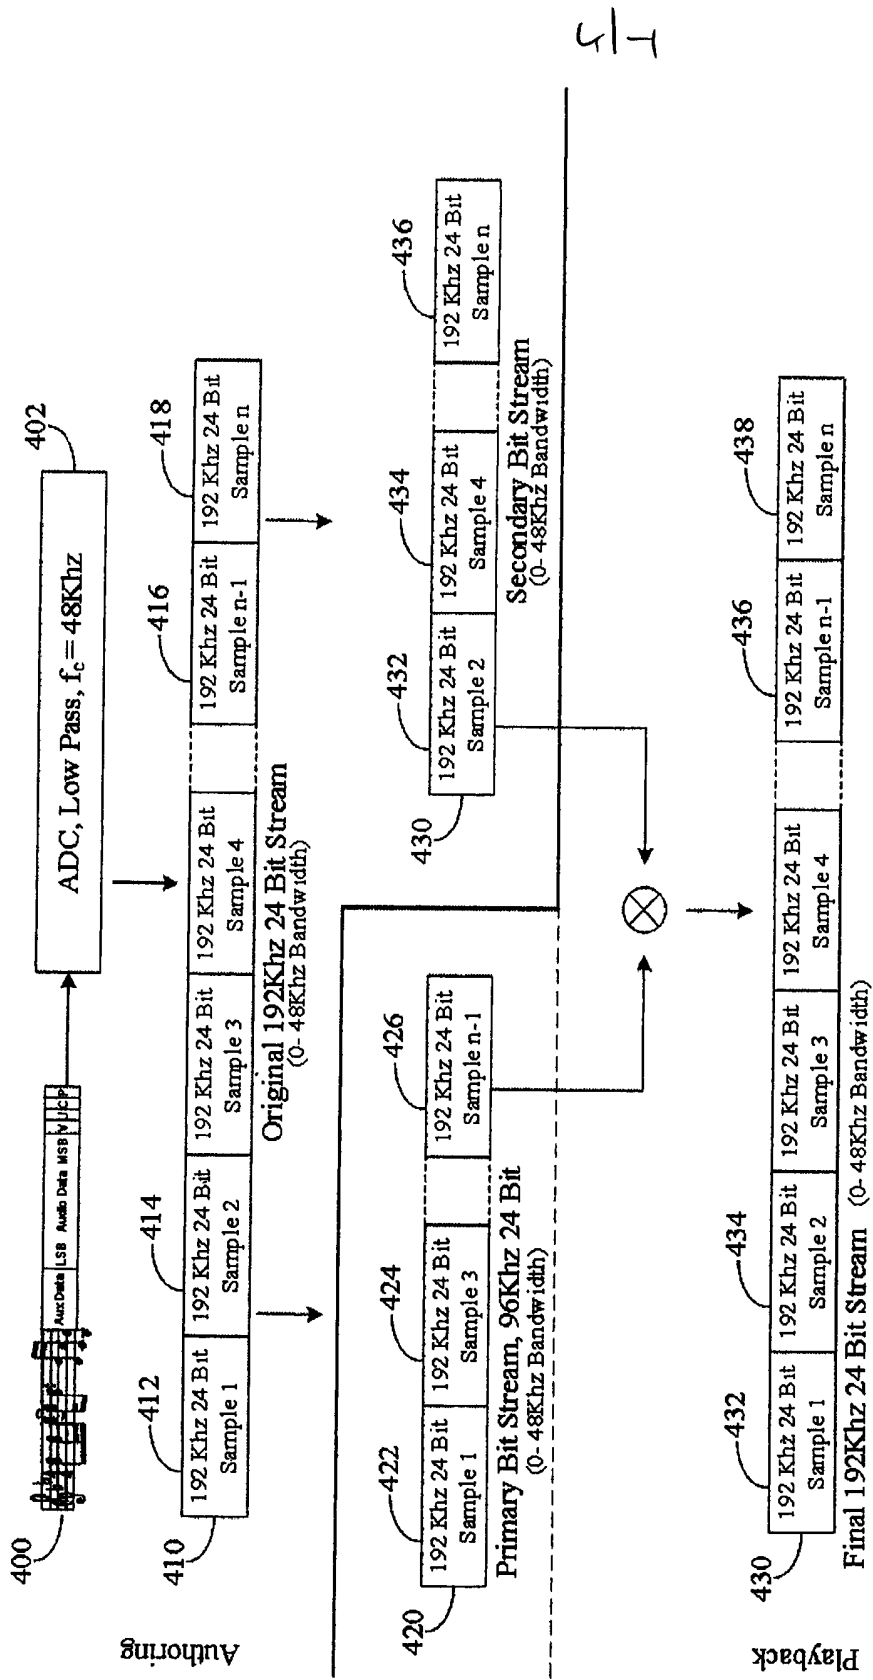 4/7
400
AuxData LSB Audio Data MSB V U C P
402
ADC, Low Pass, fc = 48Khz
Authoring
410
412
414
416
418
192 Khz 24 Bit Sample 1
192 Khz 24 Bit Sample 2
192 Khz 24 Bit Sample 3
192 Khz 24 Bit Sample 4
192 Khz 24 Bit Sample n-1
192 Khz 24 Bit Sample n
Original 192Khz 24 Bit Stream
(0-48Khz Bandwidth)
420
422
424
426
192 Khz 24 Bit Sample 1
192 Khz 24 Bit Sample 3
192 Khz 24 Bit Sample n-1
Primary Bit Stream, 96Khz 24 Bit
(0-48Khz Bandwidth)
430
432
434
436
192 Khz 24 Bit Sample 2
192 Khz 24 Bit Sample 4
192 Khz 24 Bit Sample n
Secondary Bit Stream
(0-48Khz Bandwidth)
Playback
430
432
434
436
438
192 Khz 24 Bit Sample 1
192 Khz 24 Bit Sample 2
192 Khz 24 Bit Sample 3
192 Khz 24 Bit Sample 4
192 Khz 24 Bit Sample n-1
192 Khz 24 Bit Sample n
Final 192Khz 24 Bit Stream (0-48Khz Bandwidth)